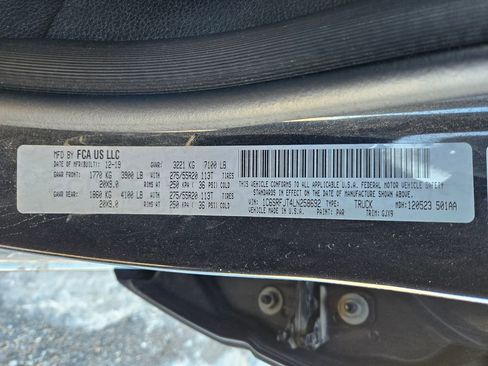 MFD BY FCA US LLC
DATE OF MFR(BUILT): 12-19 GVWR: 3221 KG 7100 LB
GAWR FRONT: 1770 KG 3900 LB WITH 275/55R20 113T TIRES
20X9.0 RIMS AT 250 KPA ( 36 PSI) COLD
GAWR REAR: 1860 KG 4100 LB WITH 275/55R20 113T TIRES
20X9.0 RIMS AT 250 KPA ( 36 PSI) COLD
THIS VEHICLE CONFORMS TO ALL APPLICABLE U.S.A. FEDERAL MOTOR VEHICLE SAFETY
STANDARDS IN EFFECT ON THE DATE OF MANUFACTURE SHOWN ABOVE.
VIN: 1C6SRFJT4LN258692 TYPE: TRUCK MDH: 120523 501AA
MADE IN U.S.A. PAINT: PAR TRIM: GJX9